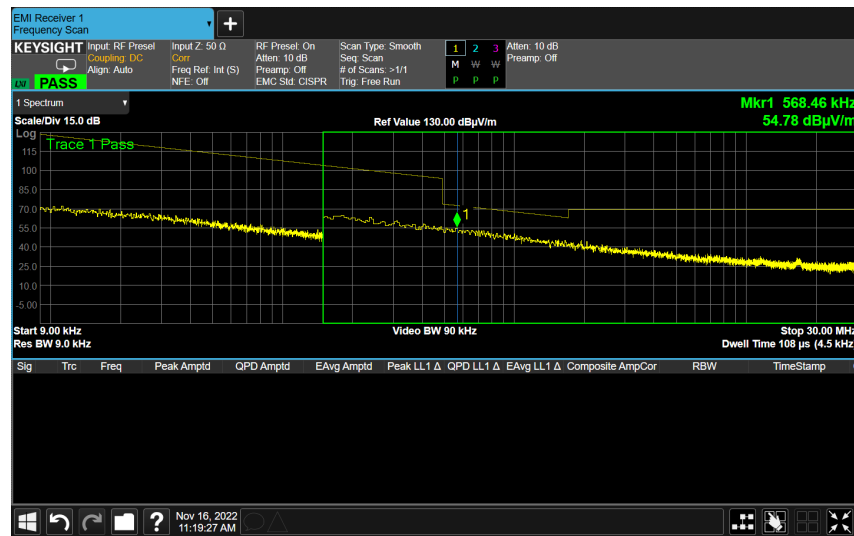 EMI Receiver 1
Frequency Scan
KEYSIGHT
Input: RF Presel
Coupling: DC
Align: Auto
Input Z: 50 Ω
Corr
Freq Ref: Int (S)
NFE: Off
RF Presel: On
Atten: 10 dB
Preamp: Off
EMC Std: CISPR
Scan Type: Smooth
Seq: Scan
# of Scans: >1/1
Trig: Free Run
1 2 3
M W W
P P P
Atten: 10 dB
Preamp: Off
LXI PASS
1 Spectrum
Scale/Div 15.0 dB
Ref Value 130.00 dBµV/m
Mkr1 568.46 kHz
54.78 dBµV/m
Log
Trace 1 Pass
115
100
85.0
70.0
55.0
40.0
25.0
10.0
-5.00
1
Start 9.00 kHz
Video BW 90 kHz
Stop 30.00 MHz
Res BW 9.0 kHz
Dwell Time 108 µs (4.5 kHz
Sig Trc Freq Peak Amptd QPD Amptd EAvg Amptd Peak LL1 Δ QPD LL1 Δ EAvg LL1 Δ Composite AmpCor RBW TimeStamp
?
Nov 16, 2022
11:19:27 AM